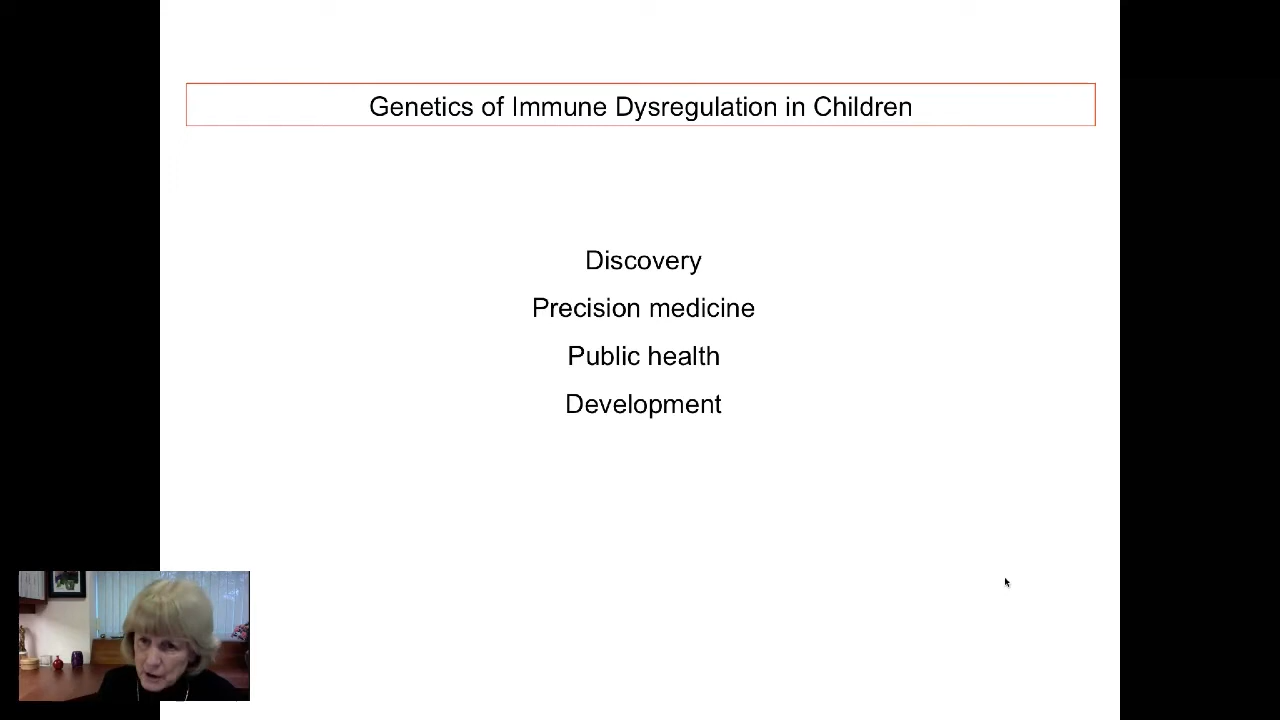 Genetics of Immune Dysregulation in Children
Discovery
Precision medicine
Public health
Development